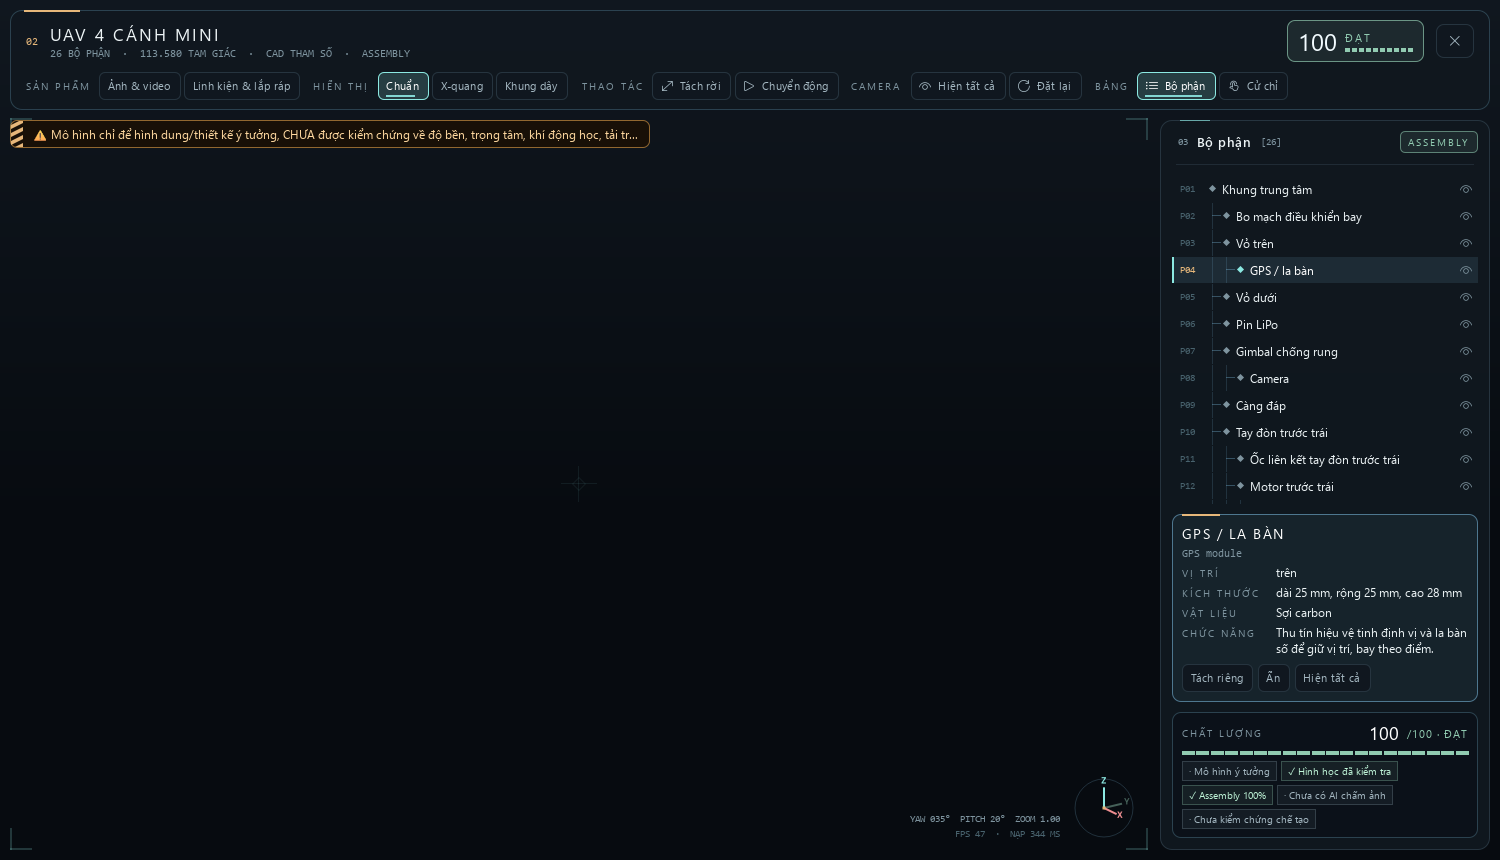 02 UAV 4 CÁNH MINI
26 BỘ PHẬN · 113.580 TAM GIÁC · CAD THAM SỐ · ASSEMBLY
100 ĐẠT
SẢN PHẨM Ảnh & video Linh kiện & lắp ráp HIỂN THỊ Chuẩn X-quang Khung dây THAO TÁC Tách rời Chuyển động CAMERA Hiện tất cả Đặt lại BẢNG Bộ phận Cử chỉ
Mô hình chỉ để hình dung/thiết kế ý tưởng, CHƯA được kiểm chứng về độ bền, trọng tâm, khí động học, tải tr...
03 Bộ phận [26] ASSEMBLY
P01 Khung trung tâm
P02 Bo mạch điều khiển bay
P03 Vỏ trên
P04 GPS / la bàn
P05 Vỏ dưới
P06 Pin LiPo
P07 Gimbal chống rung
P08 Camera
P09 Càng đáp
P10 Tay đòn trước trái
P11 Ốc liên kết tay đòn trước trái
P12 Motor trước trái
GPS / LA BÀN
GPS module
VỊ TRÍ trên
KÍCH THƯỚC dài 25 mm, rộng 25 mm, cao 28 mm
VẬT LIỆU Sợi carbon
CHỨC NĂNG Thu tín hiệu vệ tinh định vị và la bàn
số để giữ vị trí, bay theo điểm.
Tách riêng Ẩn Hiện tất cả
CHẤT LƯỢNG 100 /100 · ĐẠT
· Mô hình ý tưởng ✓ Hình học đã kiểm tra
✓ Assembly 100% · Chưa có AI chấm ảnh
· Chưa kiểm chứng chế tạo
Z
Y
X
YAW 035° PITCH 20° ZOOM 1.00
FPS 47 · NẠP 344 MS